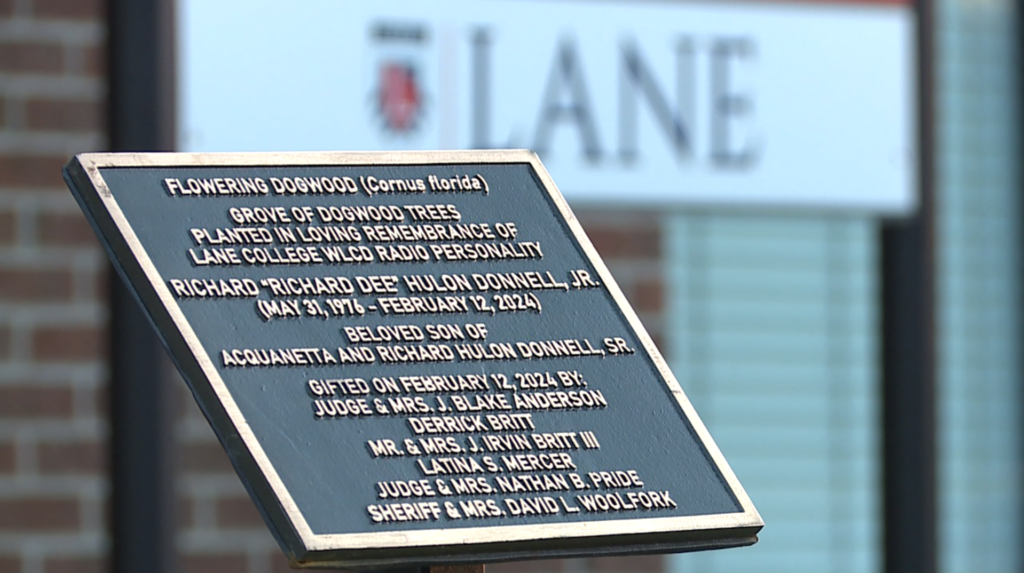 LANE
FLOWERING DOGWOOD (Cornus florida)
GROVE OF DOGWOOD TREES
PLANTED IN LOVING REMEMBRANCE OF
LANE COLLEGE WLCD RADIO PERSONALITY
RICHARD "RICHARD DEE" HULON DONNELL, JR.
(MAY 31, 1976 - FEBRUARY 12, 2024)
BELOVED SON OF
ACQUANETTA AND RICHARD HULON DONNELL, SR.
GIFTED ON FEBRUARY 12, 2024 BY:
JUDGE & MRS. J. BLAKE ANDERSON
DERRICK BRITT
MR. & MRS. J. IRVIN BRITT III
LATINA S. MERCER
JUDGE & MRS. NATHAN B. PRIDE
SHERIFF & MRS. DAVID L. WOOLFORK